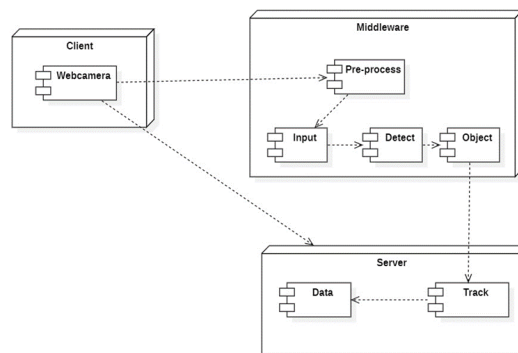 Client
Webcamera
Middleware
Pre-process
Input
Detect
Object
Server
Data
Track